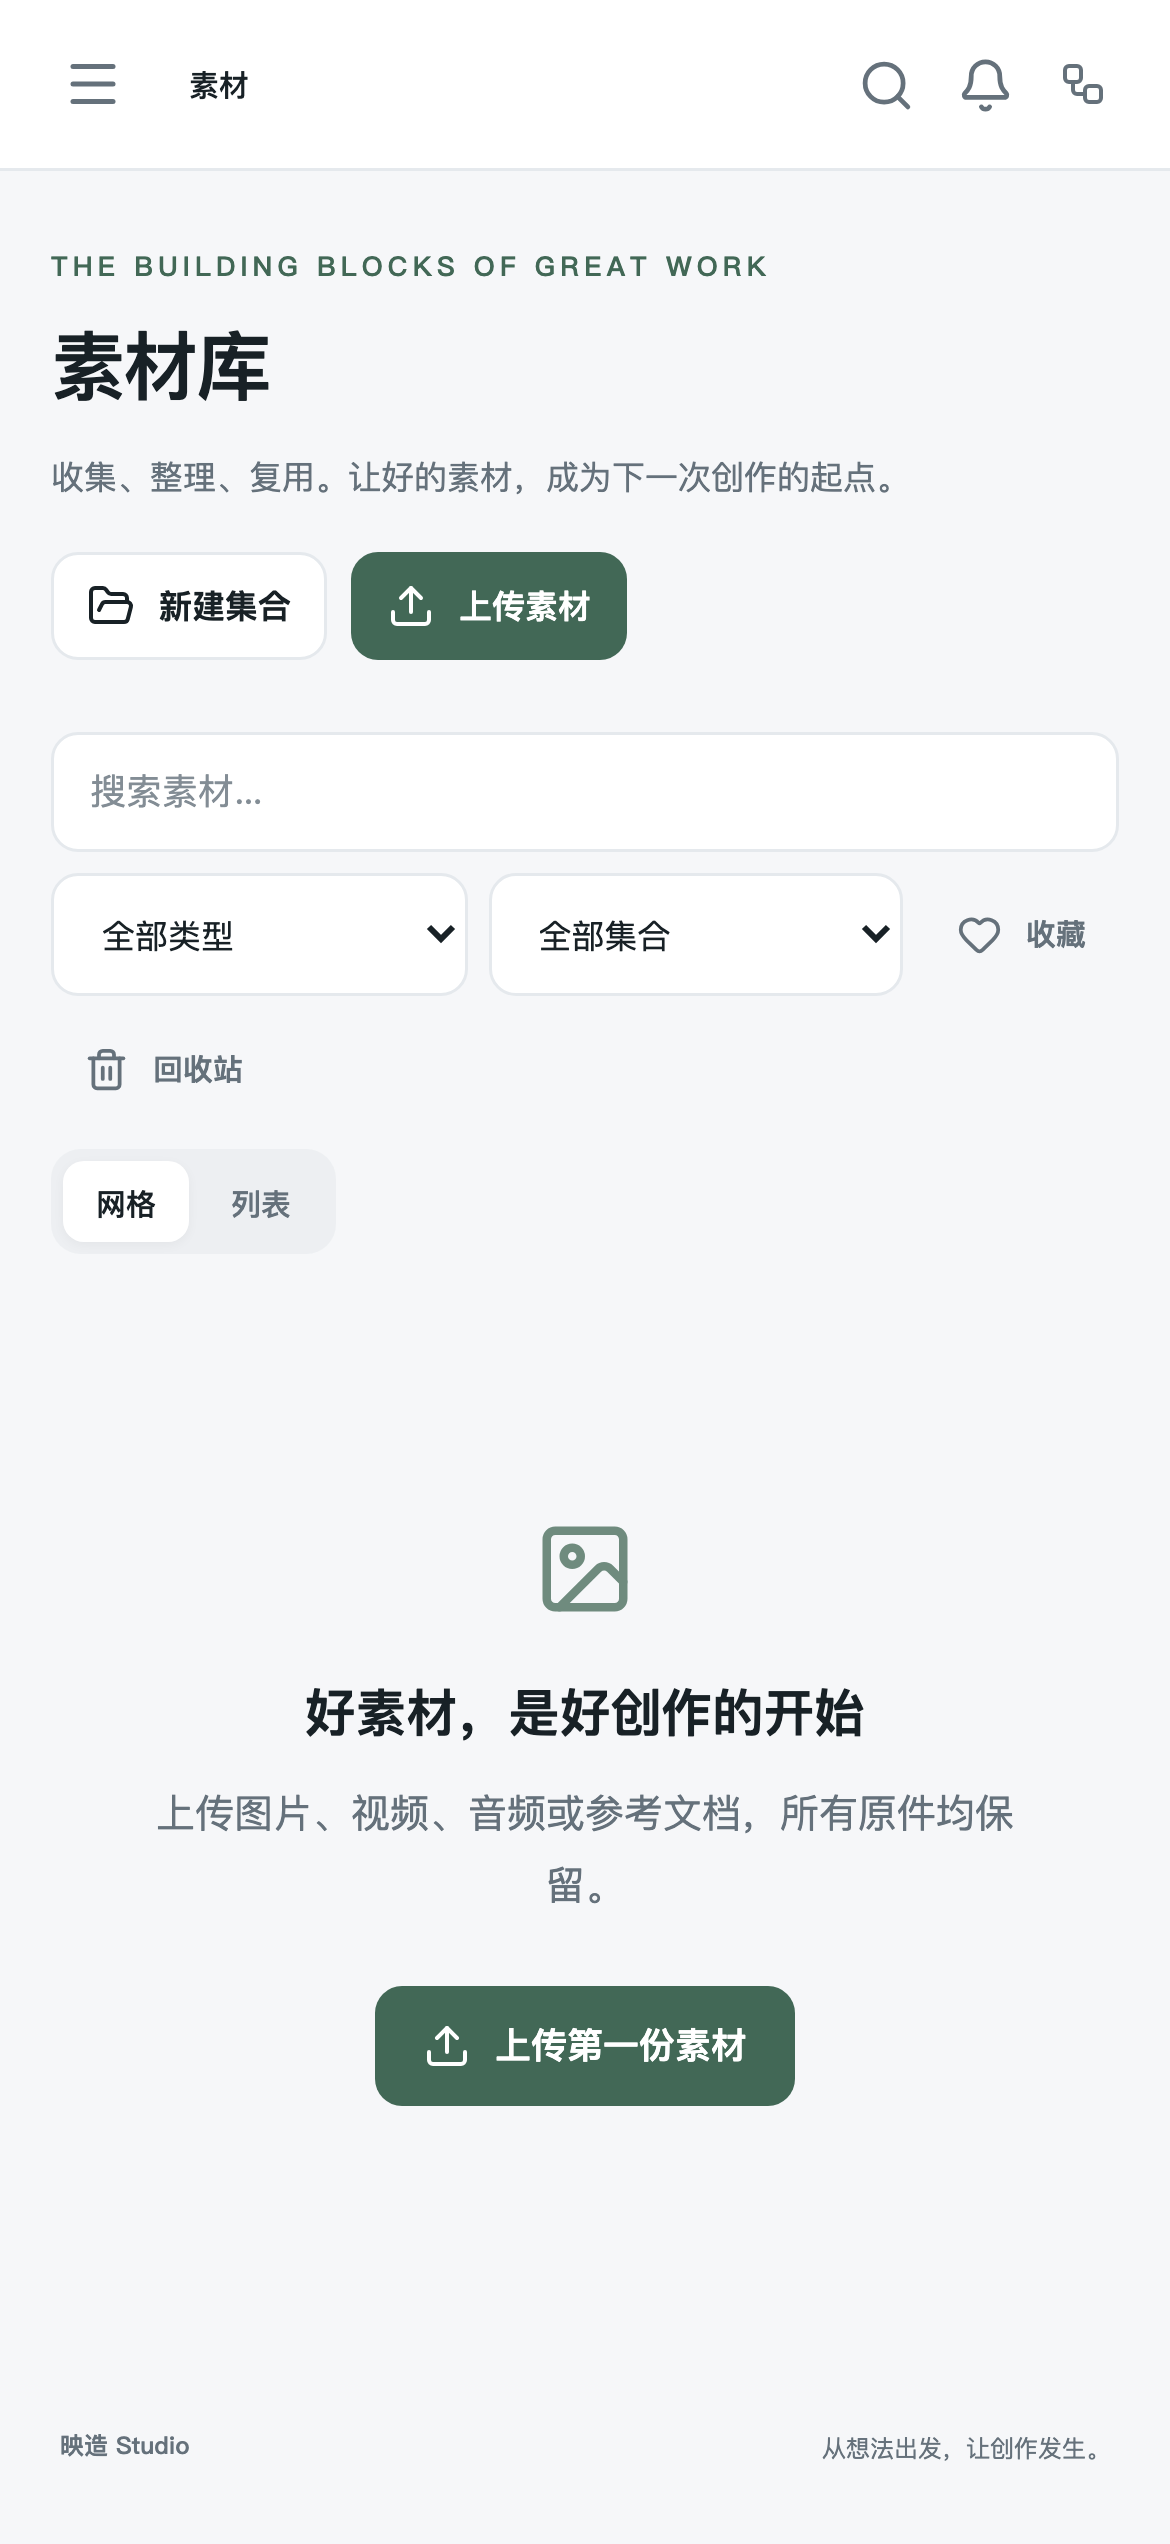 素材
THE BUILDING BLOCKS OF GREAT WORK
素材库
收集、整理、复用。让好的素材，成为下一次创作的起点。
新建集合 上传素材
搜索素材...
全部类型 全部集合 收藏
回收站
网格 列表
好素材，是好创作的开始
上传图片、视频、音频或参考文档，所有原件均保
留。
上传第一份素材
映造 Studio 从想法出发，让创作发生。